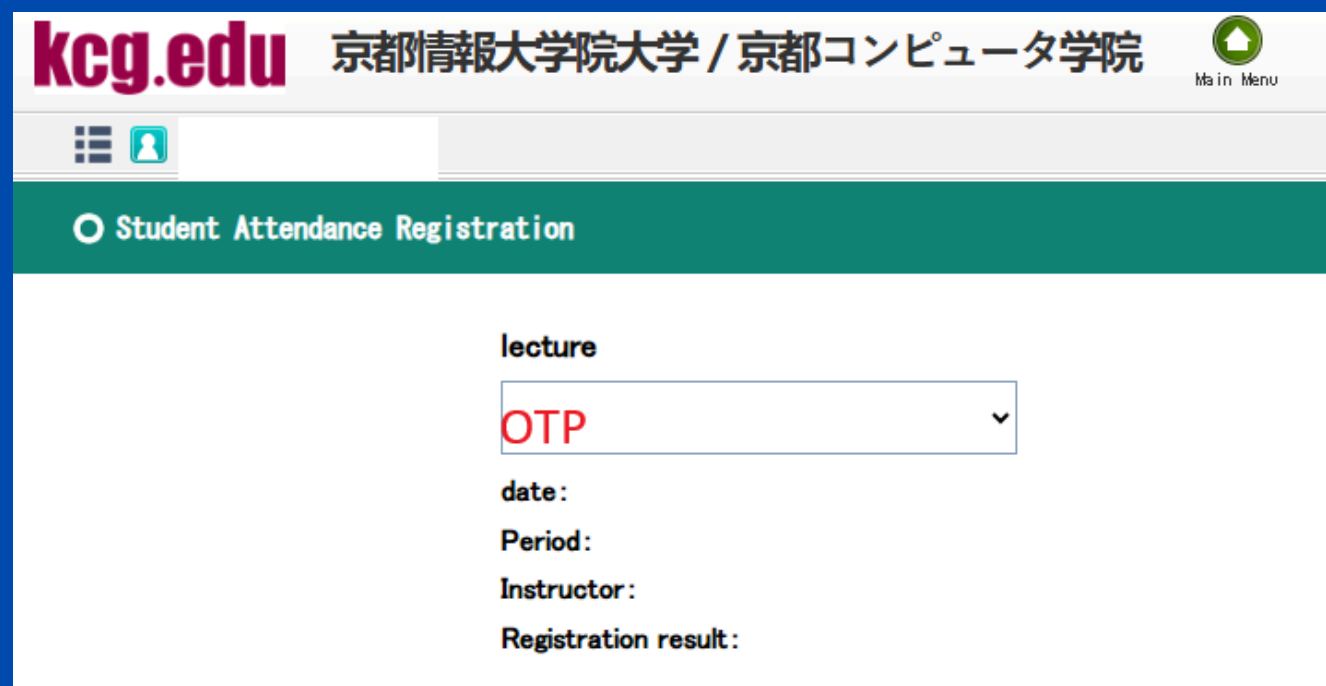 kcg.edu 京都情報大学院大学 / 京都コンピュータ学院
Main Menu
Student Attendance Registration
lecture
OTP
date:
Period:
Instructor:
Registration result: